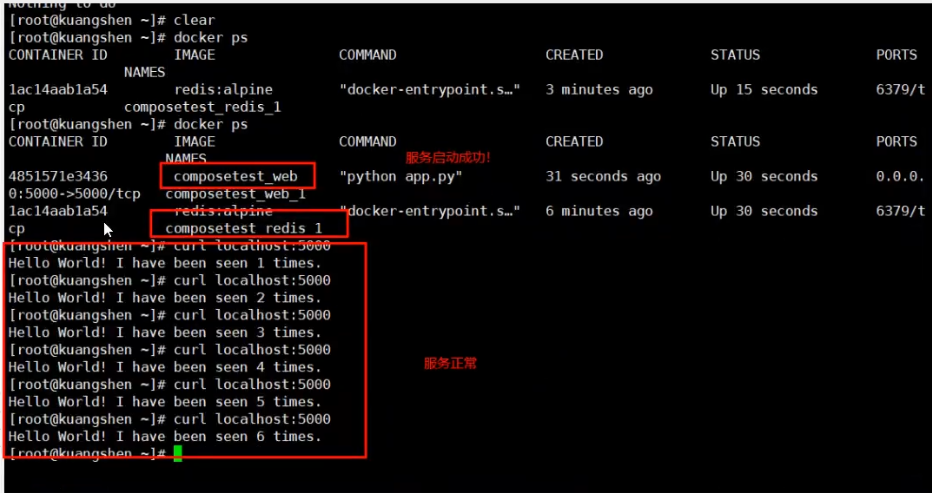 Nothing to do
[root@kuangshen ~]# clear
[root@kuangshen ~]# docker ps
CONTAINER ID IMAGE COMMAND CREATED STATUS PORTS
NAMES
1ac14aab1a54 redis:alpine "docker-entrypoint.s…" 3 minutes ago Up 15 seconds 6379/t
cp composetest_redis_1
[root@kuangshen ~]# docker ps
CONTAINER ID IMAGE COMMAND CREATED STATUS PORTS
NAMES 服务启动成功!
4851571e3436 composetest_web "python app.py" 31 seconds ago Up 30 seconds 0.0.0.
0:5000->5000/tcp composetest_web_1
1ac14aab1a54 redis:alpine "docker-entrypoint.s…" 6 minutes ago Up 30 seconds 6379/t
cp composetest_redis_1
[root@kuangshen ~]# curl localhost:5000
Hello World! I have been seen 1 times.
[root@kuangshen ~]# curl localhost:5000
Hello World! I have been seen 2 times.
[root@kuangshen ~]# curl localhost:5000
Hello World! I have been seen 3 times.
[root@kuangshen ~]# curl localhost:5000
Hello World! I have been seen 4 times.
服务正常
[root@kuangshen ~]# curl localhost:5000
Hello World! I have been seen 5 times.
[root@kuangshen ~]# curl localhost:5000
Hello World! I have been seen 6 times.
[root@kuangshen ~]#